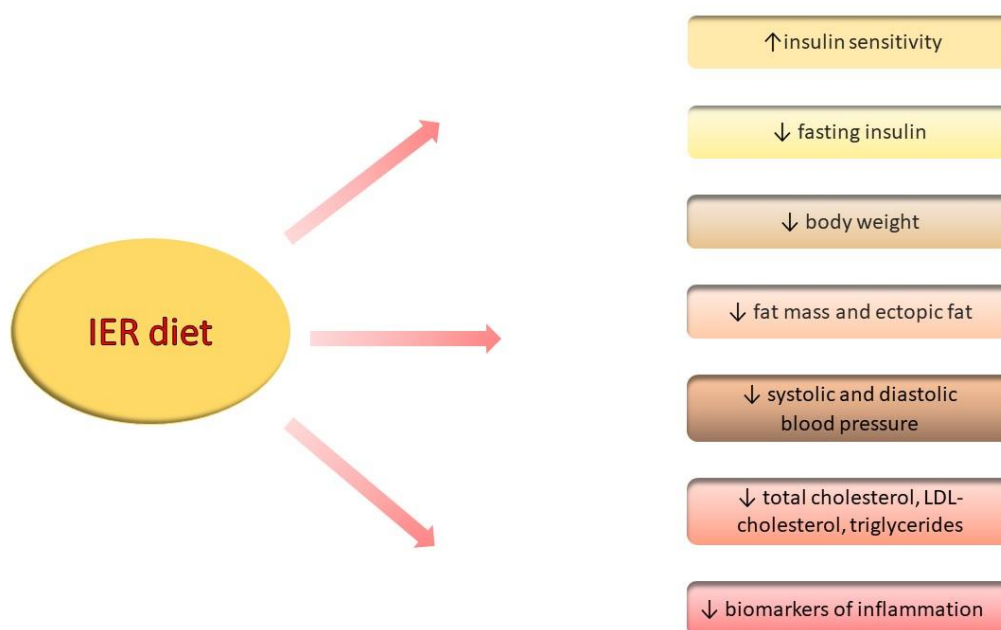 ↑insulin sensitivity
↓ fasting insulin
↓ body weight
IER diet
↓ fat mass and ectopic fat
↓ systolic and diastolic
blood pressure
↓ total cholesterol, LDL-
cholesterol, triglycerides
↓ biomarkers of inflammation